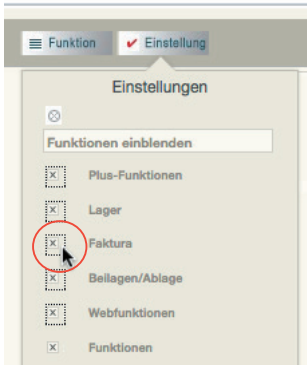 Funktion
Einstellung
Einstellungen
Funktionen einblenden
Plus-Funktionen
Lager
Faktura
Beilagen/Ablage
Webfunktionen
Funktionen